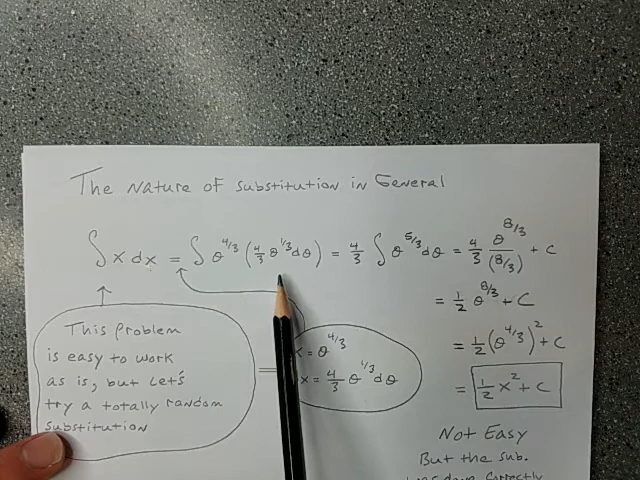 The Nature of Substitution in General
∫ x dx = ∫ θ^4/3 (4/3 θ^1/3 dθ) = 4/3 ∫ θ^5/3 dθ = 4/3 θ^8/3/(8/3) + C
= 1/2 θ^8/3 + C
= 1/2 (θ^4/3)^2 + C
= 1/2 x^2 + C
This Problem
is easy to work
as is, but Let's
try a totally random
Substitution
= θ^4/3
x = 4/3 θ^1/3 dθ
Not Easy
But the sub.
correctly